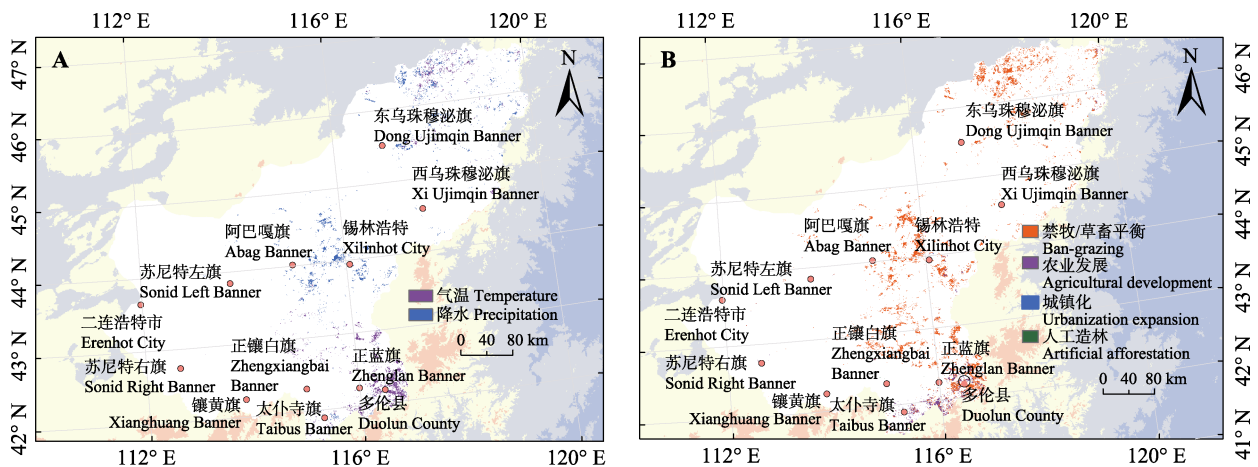 112° E 116° E 120° E
A
N
47° N
46° N
45° N
44° N
43° N
42° N
东乌珠穆泌旗
Dong Ujimqin Banner
西乌珠穆泌旗
Xi Ujimqin Banner
阿巴嘎旗
Abag Banner
锡林浩特
Xilinhot City
苏尼特左旗
Sonid Left Banner
二连浩特市
Erenhot City
气温 Temperature
降水 Precipitation
0 40 80 km
正镶白旗
Zhengxiangbai
Banner
正蓝旗
Zhenglan Banner
苏尼特右旗
Sonid Right Banner
镶黄旗
Xianghuang Banner
太仆寺旗
Taibus Banner
多伦县
Duolun County
112° E 116° E 120° E
112° E 116° E 120° E
B
N
46° N
45° N
44° N
43° N
42° N
41° N
东乌珠穆泌旗
Dong Ujimqin Banner
西乌珠穆泌旗
Xi Ujimqin Banner
阿巴嘎旗
Abag Banner
锡林浩特
Xilinhot City
苏尼特左旗
Sonid Left Banner
二连浩特市
Erenhot City
禁牧/草畜平衡
Ban-grazing
农业发展
Agricultural development
城镇化
Urbanization expansion
人工造林
Artificial afforestation
0 40 80 km
正镶白旗
Zhengxiangbai
Banner
正蓝旗
Zhenglan Banner
苏尼特右旗
Sonid Right Banner
镶黄旗
Xianghuang Banner
太仆寺旗
Taibus Banner
多伦县
Duolun County
112° E 116° E 120° E